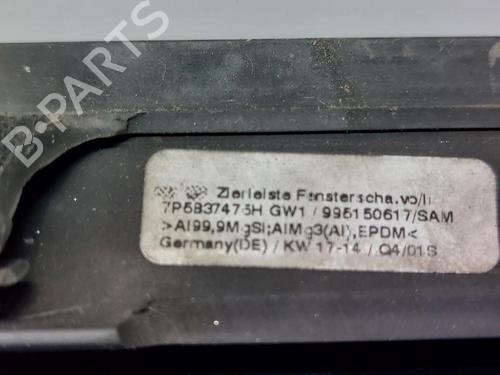 B-PARTS
Zierleiste Fensterscha.vo/li
7P5837475H GW1 / 995150617/SAM
>Al99,9MgSi;AlMg3(Al),EPDM<
Germany(DE) / KW 17-14 / Q4/01S